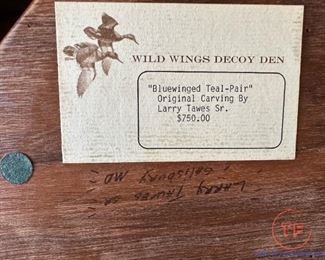 WILD WINGS DECOY DEN
"Bluewinged Teal-Pair"
Original Carving By
Larry Tawes Sr.
$750.00
LARRY TAWES SR
SALISBURY MD